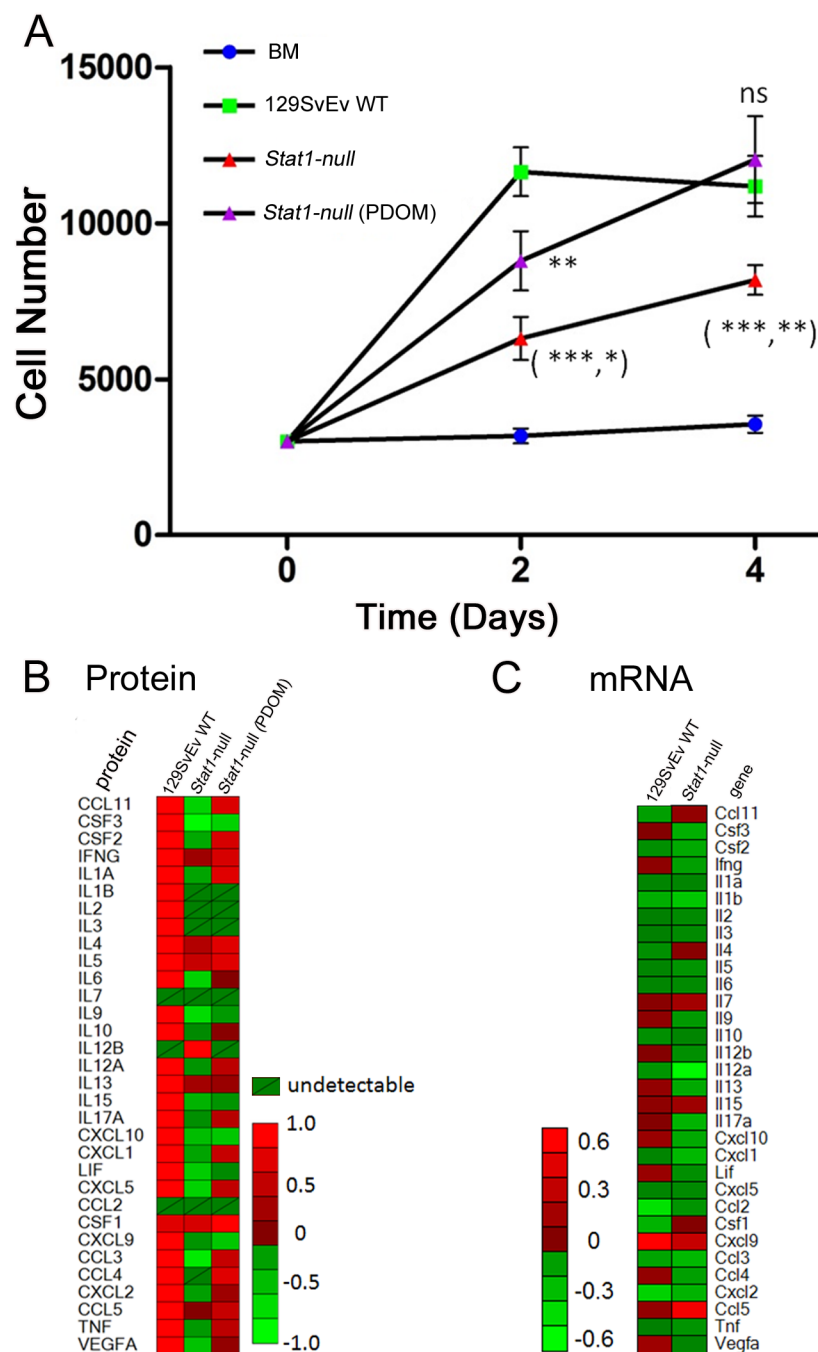 A
BM
129SvEv WT
Stat1-null
Stat1-null (PDOM)
15000
10000
5000
0
Cell Number
ns
**
( ***,*)
( ***,**)
0
2
4
Time (Days)
B
Protein
protein
129SvEv WT
Stat1-null
Stat1-null (PDOM)
CCL11
CSF3
CSF2
IFNG
IL1A
IL1B
IL2
IL3
IL4
IL5
IL6
IL7
IL9
IL10
IL12B
IL12A
IL13
IL15
IL17A
CXCL10
CXCL1
LIF
CXCL5
CCL2
CSF1
CXCL9
CCL3
CCL4
CXCL2
CCL5
TNF
VEGFA
undetectable
1.0
0.5
0
-0.5
-1.0
C
mRNA
129SvEv WT
Stat1-null
gene
Ccl11
Csf3
Csf2
Ifng
Il1a
Il1b
Il2
Il3
Il4
Il5
Il6
Il7
Il9
Il10
Il12b
Il12a
Il13
Il15
Il17a
Cxcl10
Cxcl1
Lif
Cxcl5
Ccl2
Csf1
Cxcl9
Ccl3
Ccl4
Cxcl2
Ccl5
Tnf
Vegfa
0.6
0.3
0
-0.3
-0.6